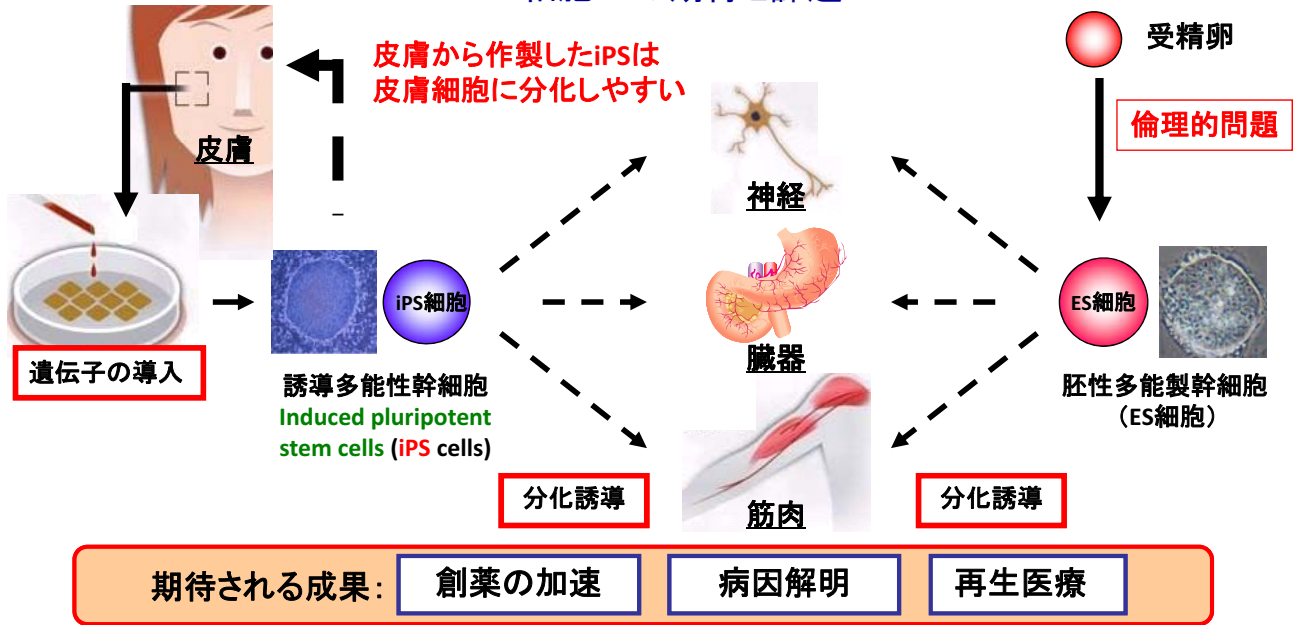 皮膚から作製したiPSは
皮膚細胞に分化しやすい
受精卵
倫理的問題
皮膚
神経
iPS細胞
ES細胞
臓器
遺伝子の導入
誘導多能性幹細胞
Induced pluripotent
stem cells (iPS cells)
胚性多能製幹細胞
（ES細胞）
分化誘導
筋肉
分化誘導
期待される成果：
創薬の加速
病因解明
再生医療